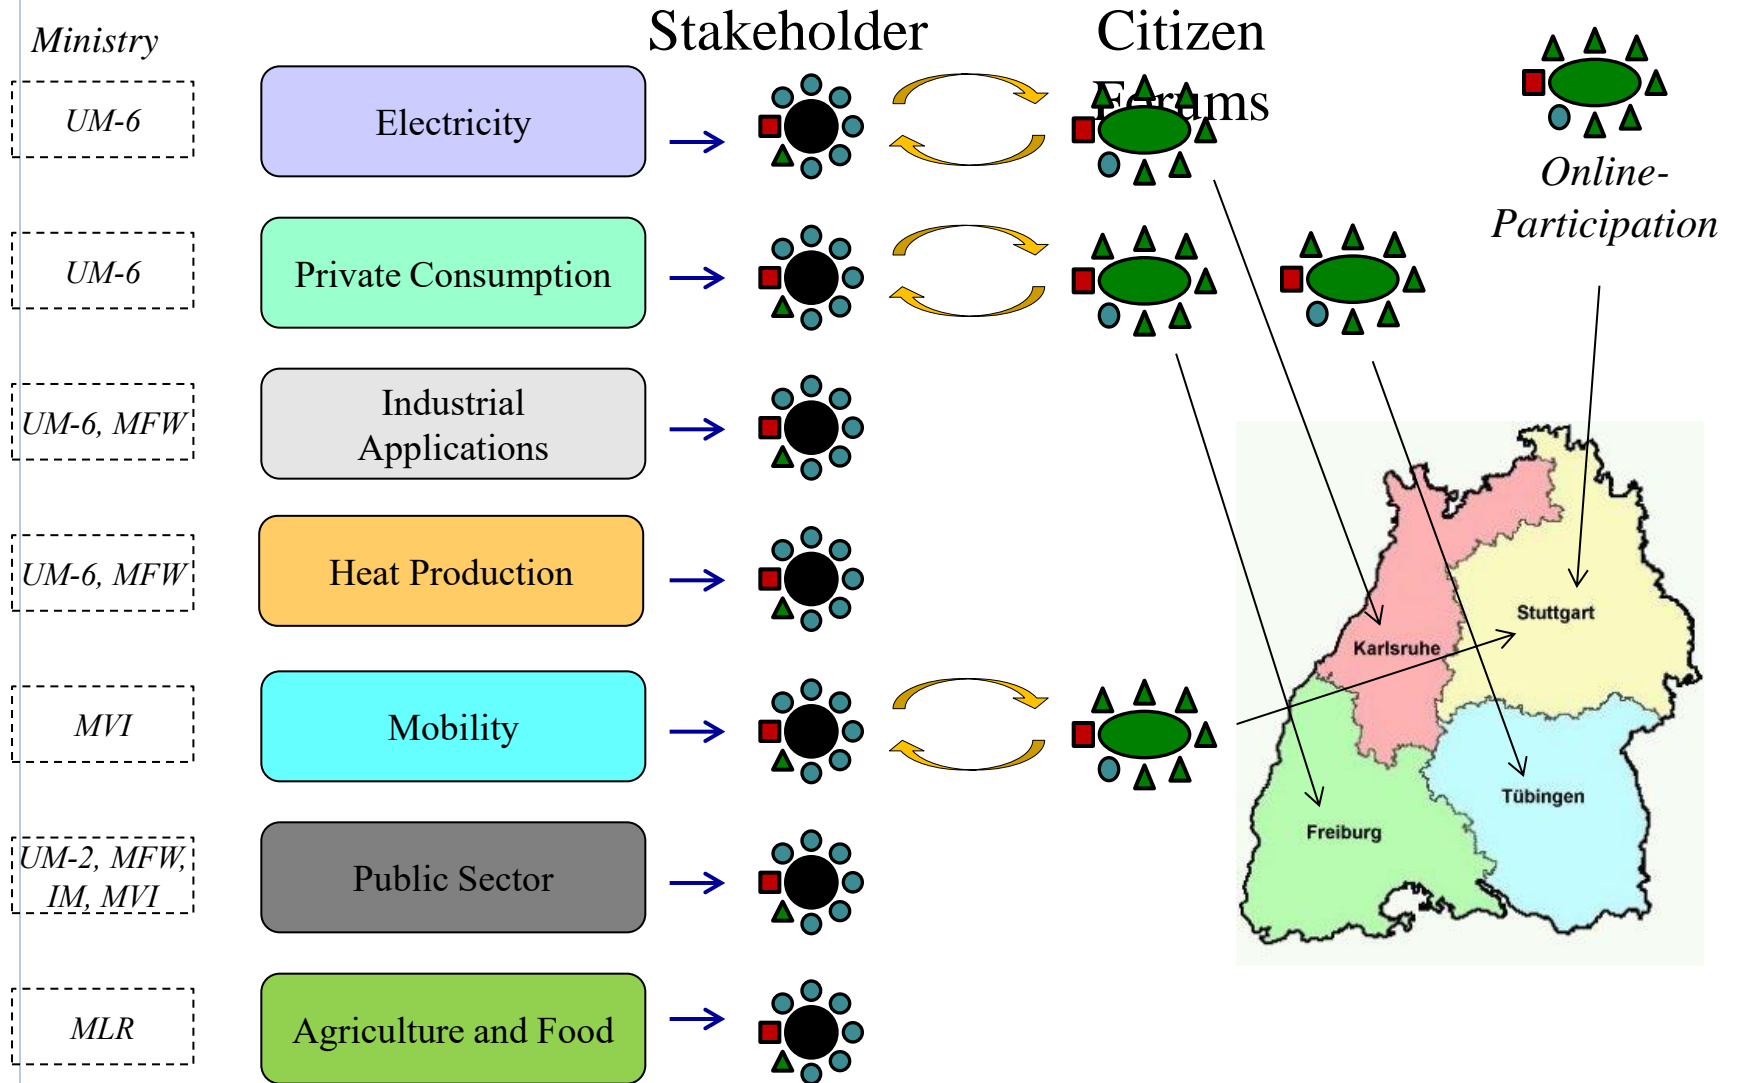 Ministry
Stakeholder
Citizen
Forums
UM-6
Electricity
Online-
Participation
UM-6
Private Consumption
UM-6, MFW
Industrial
Applications
UM-6, MFW
Heat Production
Stuttgart
Karlsruhe
MVI
Mobility
Tübingen
Freiburg
UM-2, MFW,
IM, MVI
Public Sector
MLR
Agriculture and Food